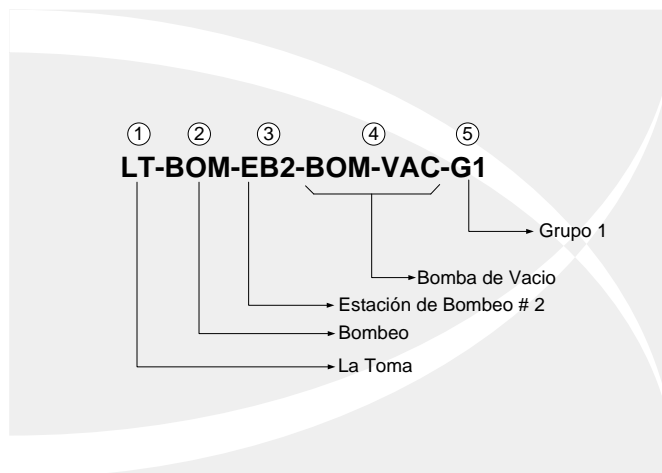 1 2 3 4 5
LT-BOM-EB2-BOM-VAC-G1
Grupo 1
Bomba de Vacio
Estación de Bombeo # 2
Bombeo
La Toma